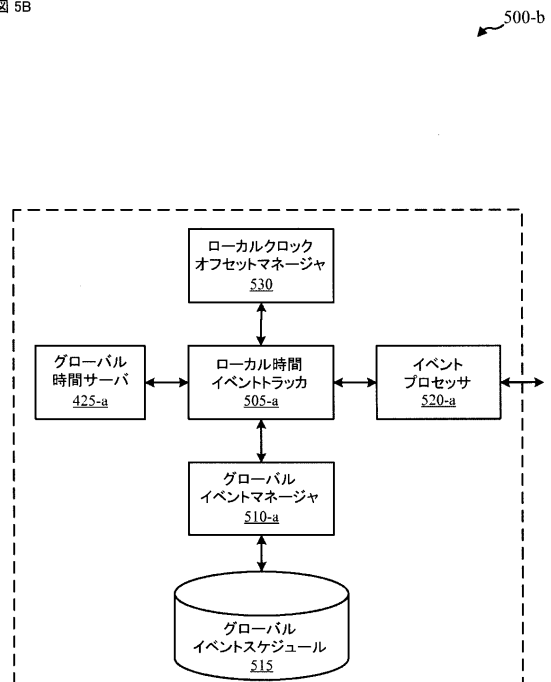 図 5B
500-b
ローカルクロック
オフセットマネージャ
530
グローバル
時間サーバ
425-a
ローカル時間
イベントトラッカ
505-a
イベント
プロセッサ
520-a
グローバル
イベントマネージャ
510-a
グローバル
イベントスケジュール
515